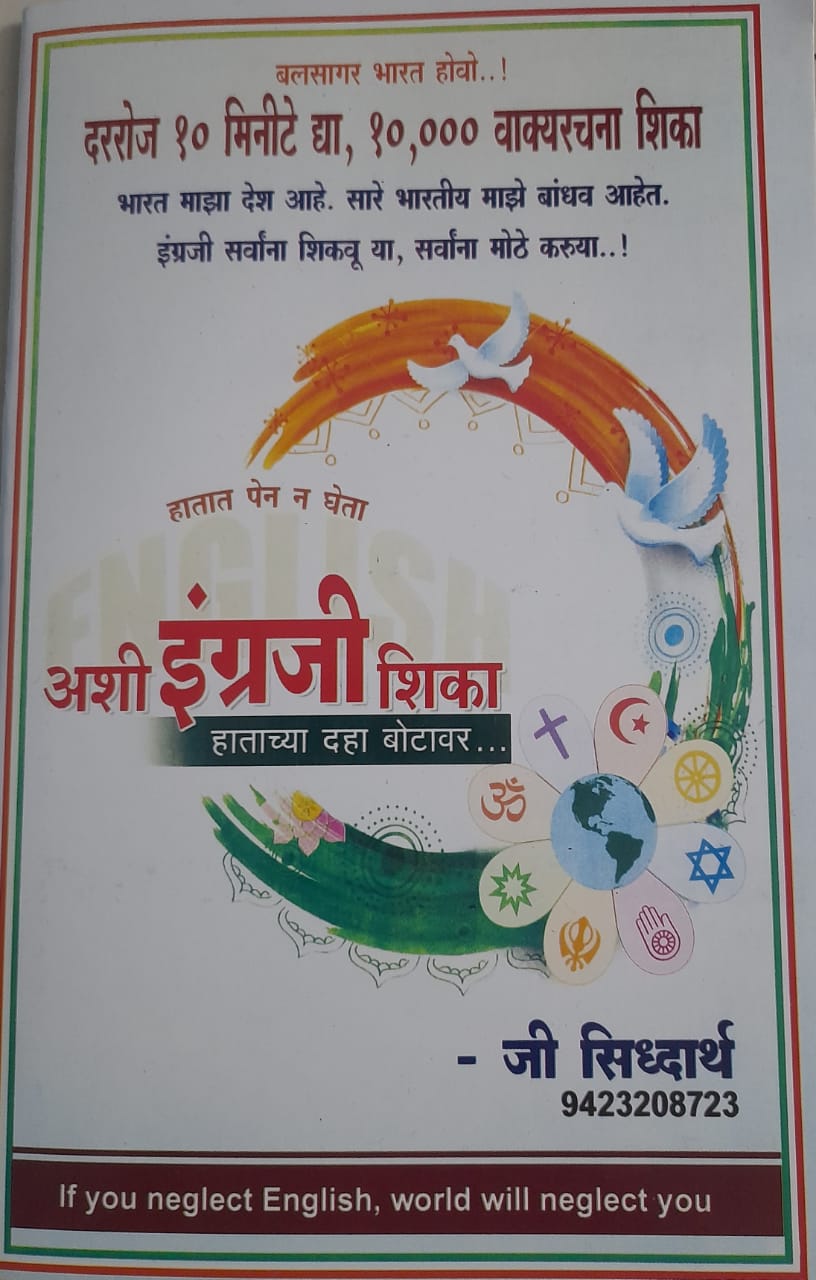 बलसागर भारत होवो..!
दररोज १० मिनीटे द्या, १०,००० वाक्यरचना शिका
भारत माझा देश आहे. सारे भारतीय माझे बांधव आहेत.
इंग्रजी सर्वांना शिकवू या, सर्वांना मोठे करुया..!
हातात पेन न घेता
ENGLISH
अशी इंग्रजी शिका
हाताच्या दहा बोटावर...
ॐ
- जी सिध्दार्थ
9423208723
If you neglect English, world will neglect you